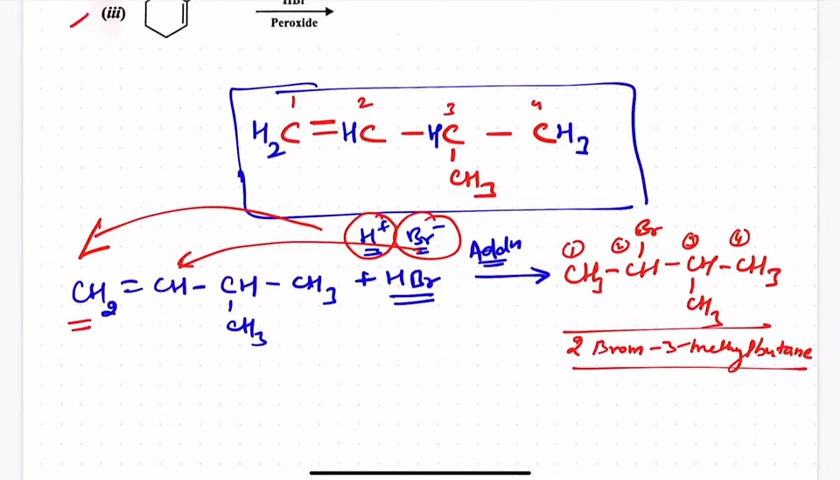 HBr
(iii)
Peroxide
1 2 3 4
H2C = HC - HC - CH3
CH3
H+ Br-
Addn
Br
① ② ③ ④
CH2 = CH - CH - CH3 + HBr
CH3 - CH - CH - CH3
CH3
CH3
2 Brom-3-methylbutane